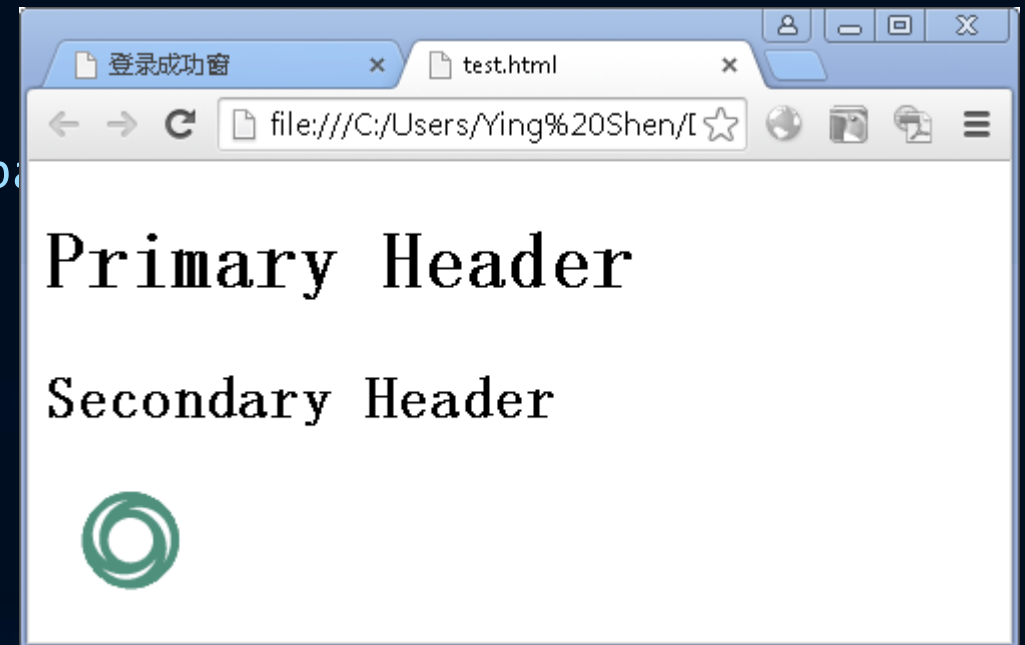 登录成功窗
test.html
file:///C:/Users/Ying%20Shen/
Primary Header
Secondary Header